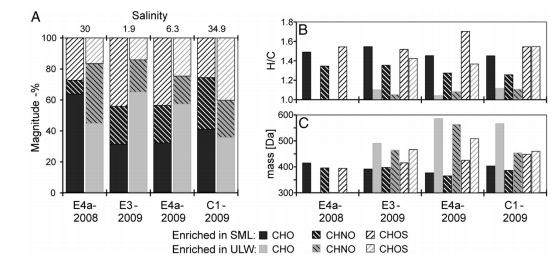 A
Salinity
30 1.9 6.3 34.9
Magnitude -%
100
80
60
40
20
0
E4a- E3- E4a- C1-
2008 2009 2009 2009
B
H/C
1.8
1.6
1.4
1.2
1.0
C
mass [Da]
600
500
400
300
E4a- E3- E4a- C1-
2008 2009 2009 2009
Enriched in SML: CHO CHNO CHOS
Enriched in ULW: CHO CHNO CHOS